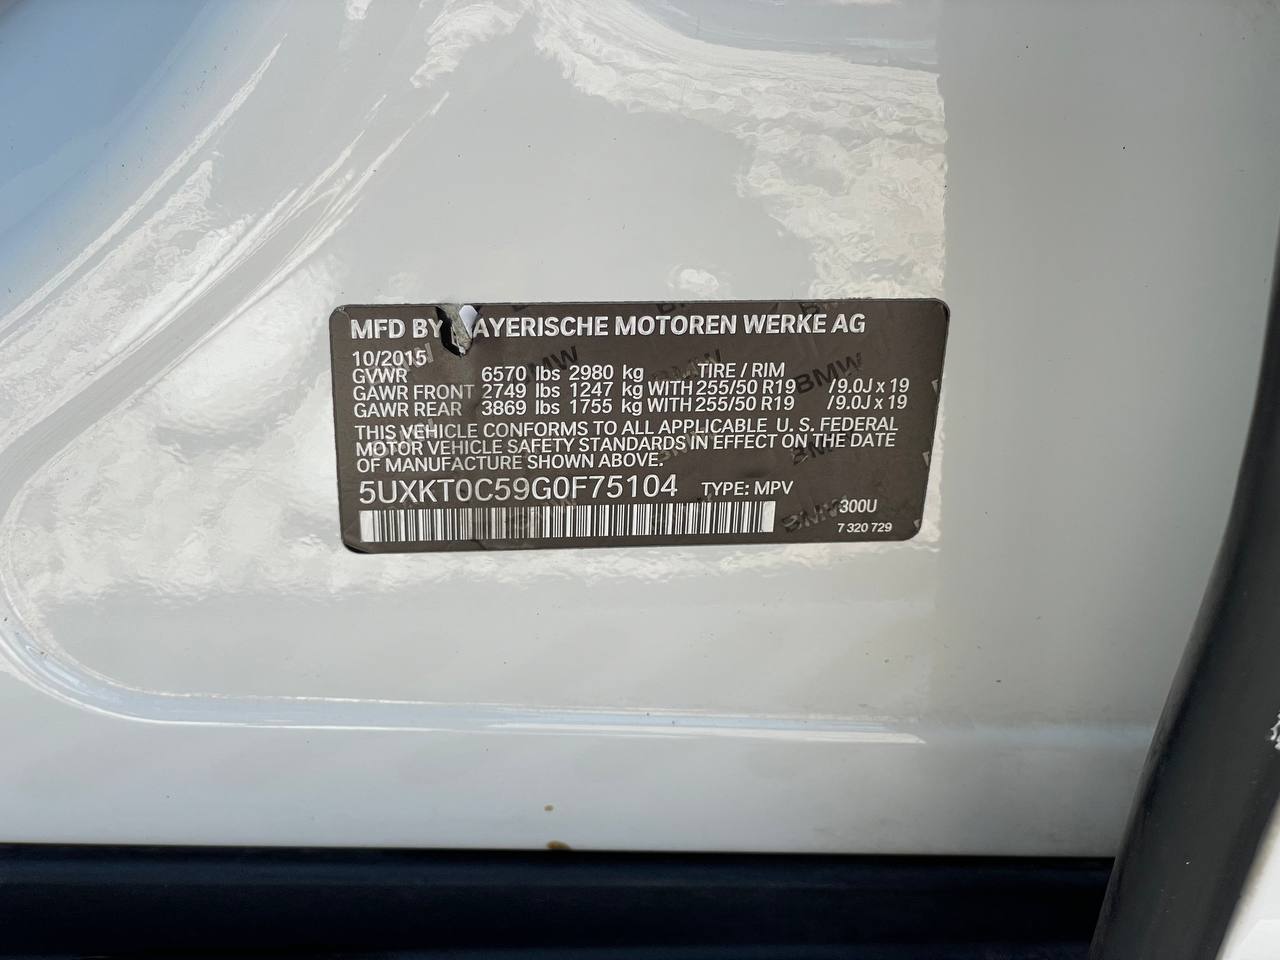 MFD BY BAYERISCHE MOTOREN WERKE AG
10/2015
GVWR 6570 lbs 2980 kg TIRE / RIM
GAWR FRONT 2749 lbs 1247 kg WITH 255/50 R19 /9.0J x 19
GAWR REAR 3869 lbs 1755 kg WITH 255/50 R19 /9.0J x 19
THIS VEHICLE CONFORMS TO ALL APPLICABLE U. S. FEDERAL
MOTOR VEHICLE SAFETY STANDARDS IN EFFECT ON THE DATE
OF MANUFACTURE SHOWN ABOVE.
5UXKT0C59G0F75104 TYPE: MPV
300U
7 320 729